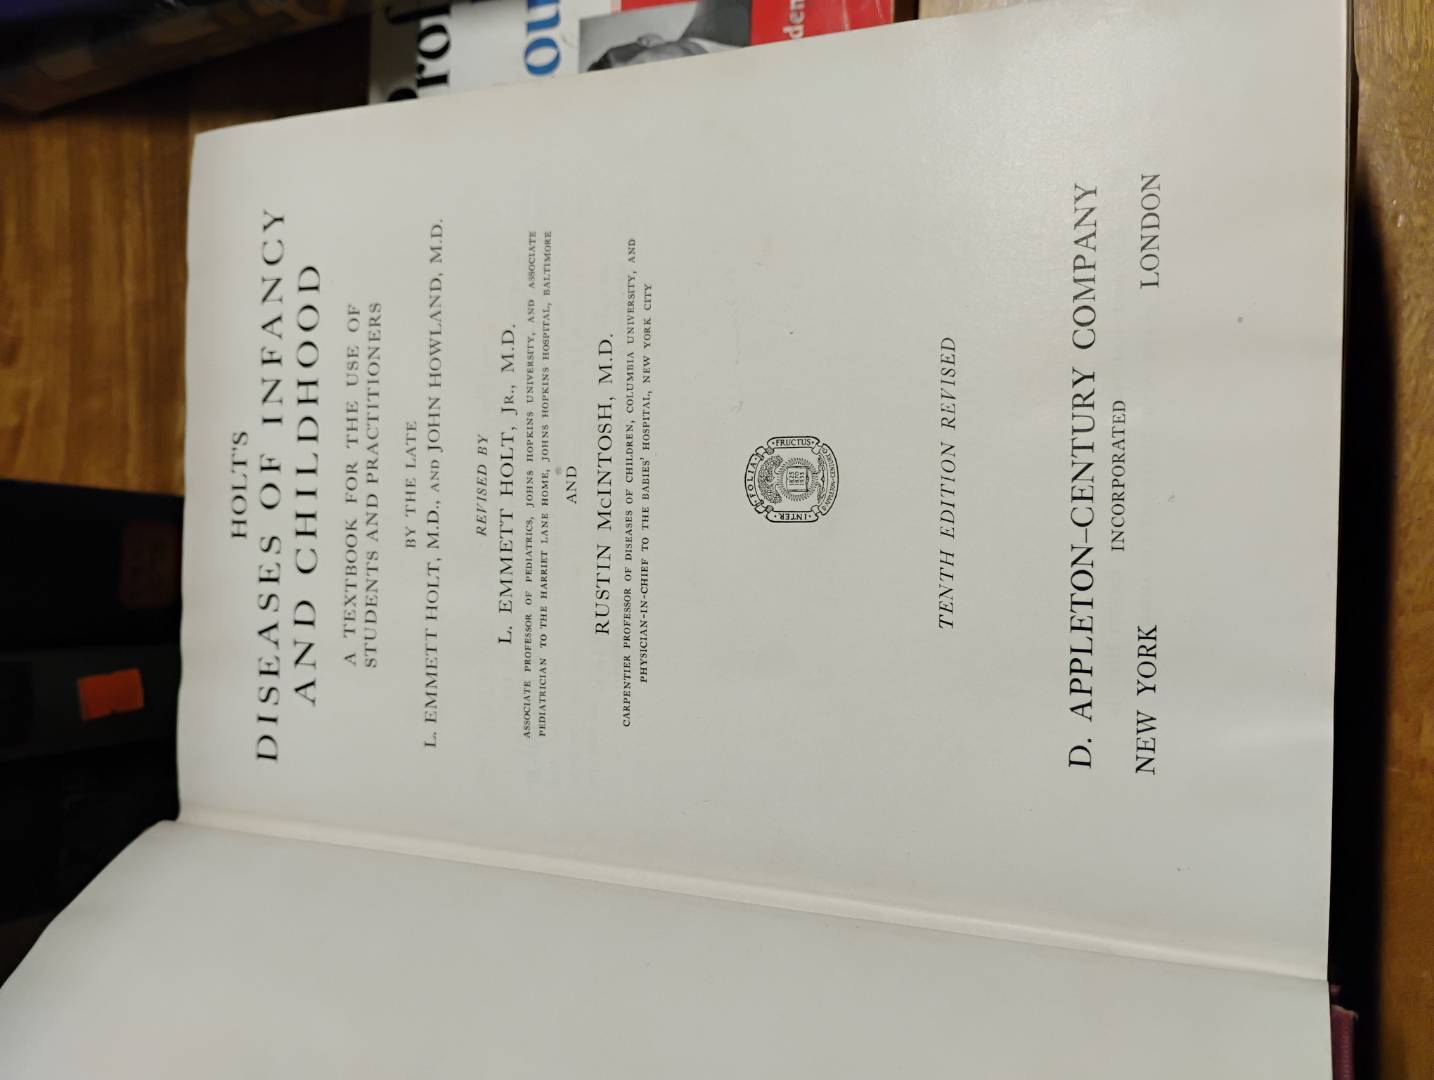 HOLT'S
DISEASES OF INFANCY
AND CHILDHOOD
A TEXTBOOK FOR THE USE OF
STUDENTS AND PRACTITIONERS
BY THE LATE
L. EMMETT HOLT, M.D., AND JOHN HOWLAND, M.D.
REVISED BY
L. EMMETT HOLT, JR., M.D.
ASSOCIATE PROFESSOR OF PEDIATRICS, JOHNS HOPKINS UNIVERSITY, AND ASSOCIATE
PEDIATRICIAN TO THE HARRIET LANE HOME, JOHNS HOPKINS HOSPITAL, BALTIMORE
AND
RUSTIN McINTOSH, M.D.
CARPENTIER PROFESSOR OF DISEASES OF CHILDREN, COLUMBIA UNIVERSITY, AND
PHYSICIAN-IN-CHIEF TO THE BABIES' HOSPITAL, NEW YORK CITY
INTER
FOLIA
FRUCTUS
TENTH EDITION REVISED
D. APPLETON–CENTURY COMPANY
INCORPORATED
NEW YORK LONDON
rof
ou
den